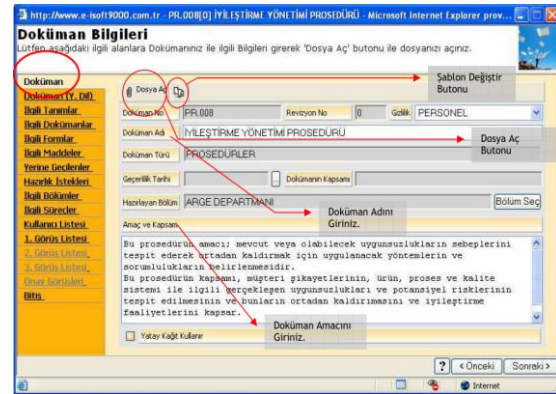 http://www.e-isoft9000.com.tr - PR.008[0] İYİLEŞTİRME YÖNETİMİ PROSEDÜRÜ - Microsoft Internet Explorer prov...
Doküman Bilgileri
Lütfen aşağıdaki ilgili alanlara Dokümanınız ile ilgili Bilgileri girerek 'Dosya Aç' butonu ile dosyanızı açınız.
Doküman
Doküman (Y. Dil)
İlgili Tanımlar
İlgili Dokümanlar
İlgili Formlar
İlgili Maddeler
Yerine Geçilenler
Hazırlık İstekleri
İlgili Bölümler
İlgili Süreçler
Kullanıcı Listesi
1. Görüş Listesi
2. Görüş Listesi
3. Görüş Listesi
Onay Görüşleri
Bitiş
Dosya Aç
Şablon Değiştir
Butonu
Doküman No PR.008 Revizyon No 0 Gizlilik PERSONEL
Doküman Adı İYİLEŞTİRME YÖNETİMİ PROSEDÜRÜ
Dosya Aç
Butonu
Doküman Türü PROSEDÜRLER
Geçerlilik Tarihi ... Dokümanın Kapsamı
Hazırlayan Bölüm ARGE DEPARTMANI Bölüm Seç
Doküman Adını
Giriniz.
Amaç ve Kapsam
Bu prosedürün amacı; mevcut veya olabilecek uygunsuzlukların sebeplerini
tespit ederek ortadan kaldırmak için uygulanacak yöntemlerin ve
sorumlulukların belirlenmesidir.
Bu prosedürün kapsamı, müşteri şikayetlerinin, ürün, proses ve kalite
sistemi ile ilgili gerçekleşen uygunsuzlukları ve potansiyel risklerinin
tespit edilmesinin ve bunların ortadan kaldırımasını ve iyileştirme
faaliyetlerini kapsar.
Doküman Amacını
Giriniz.
Yatay Kağıt Kullanır
? < Önceki Sonraki >
Internet